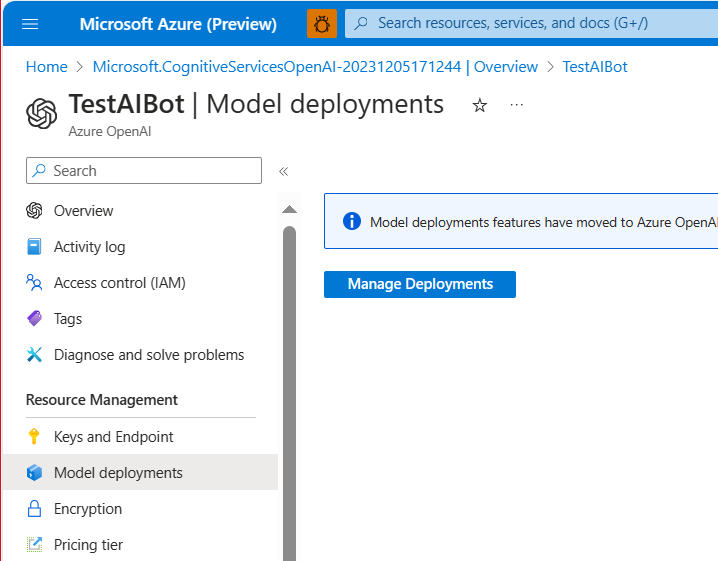 Microsoft Azure (Preview)
Search resources, services, and docs (G+/)
Home > Microsoft.CognitiveServicesOpenAI-20231205171244 | Overview > TestAIBot
TestAIBot | Model deployments
Azure OpenAI
Search
Overview
Activity log
Access control (IAM)
Tags
Diagnose and solve problems
Resource Management
Keys and Endpoint
Model deployments
Encryption
Pricing tier
Model deployments features have moved to Azure OpenAI
Manage Deployments